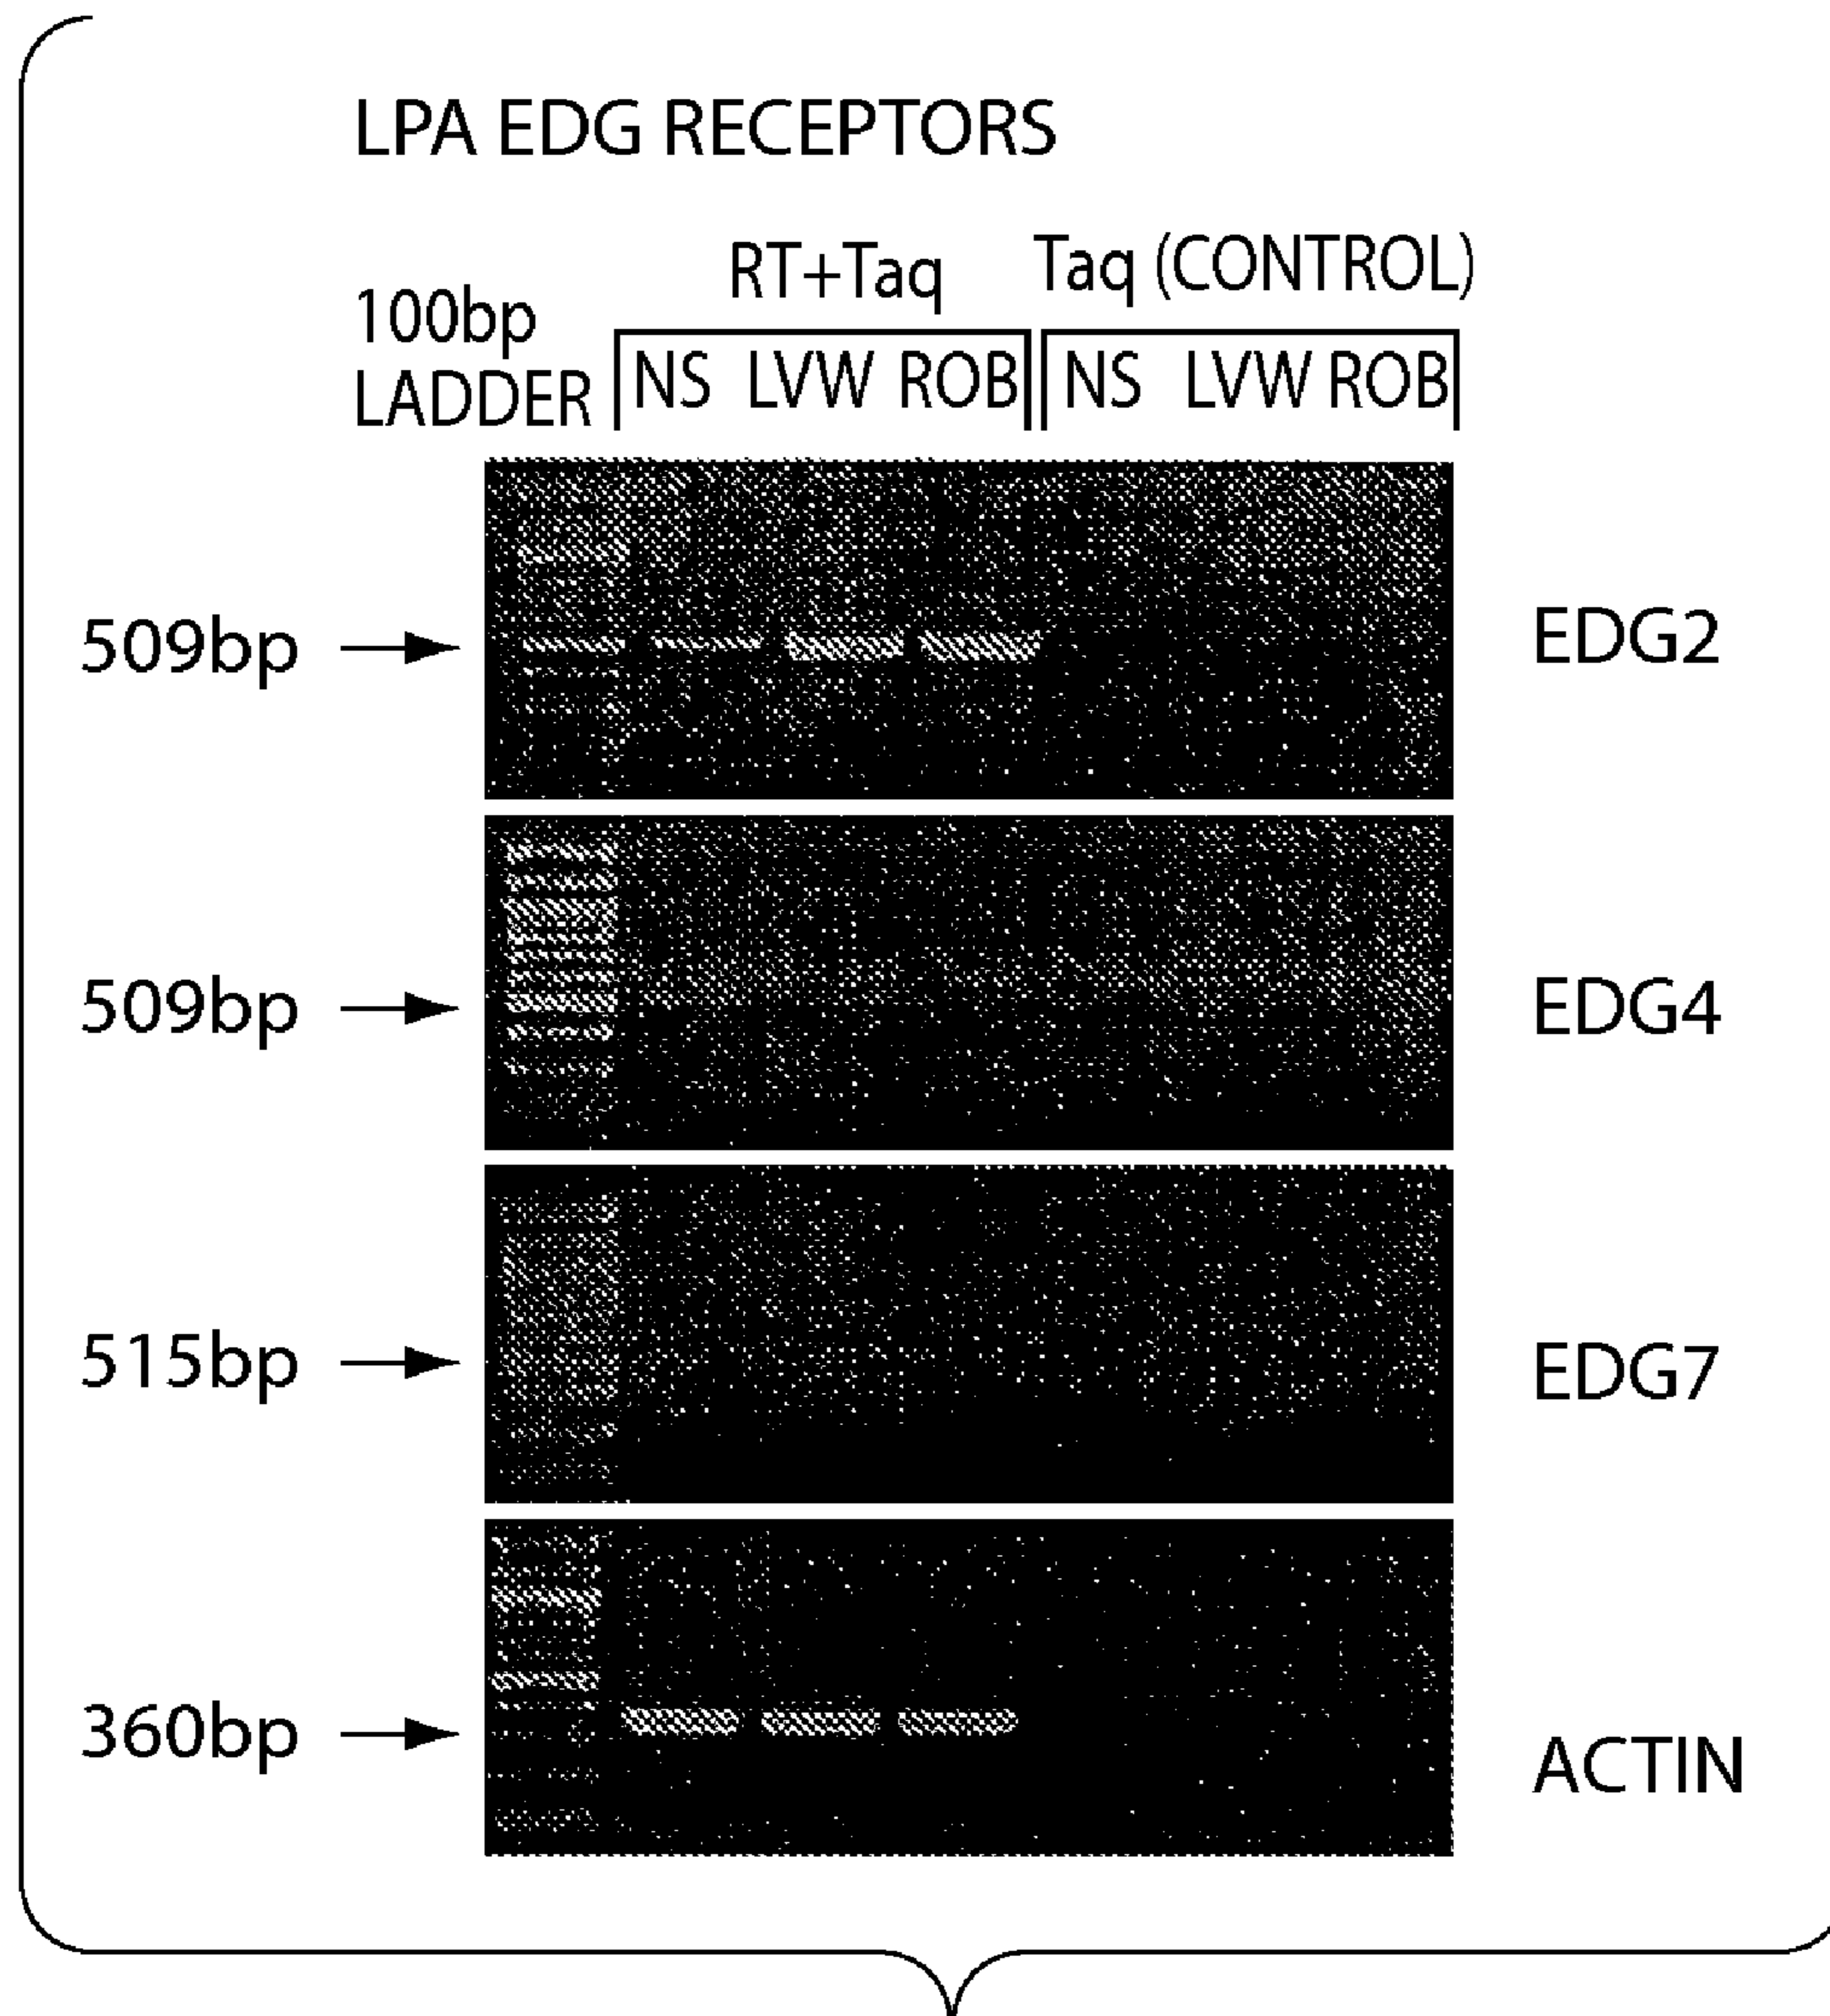 LPA EDG RECEPTORS
100bp
LADDER
RT+Taq
Taq (CONTROL)
NS LVW ROB NS LVW ROB
509bp EDG2
509bp EDG4
515bp EDG7
360bp ACTIN